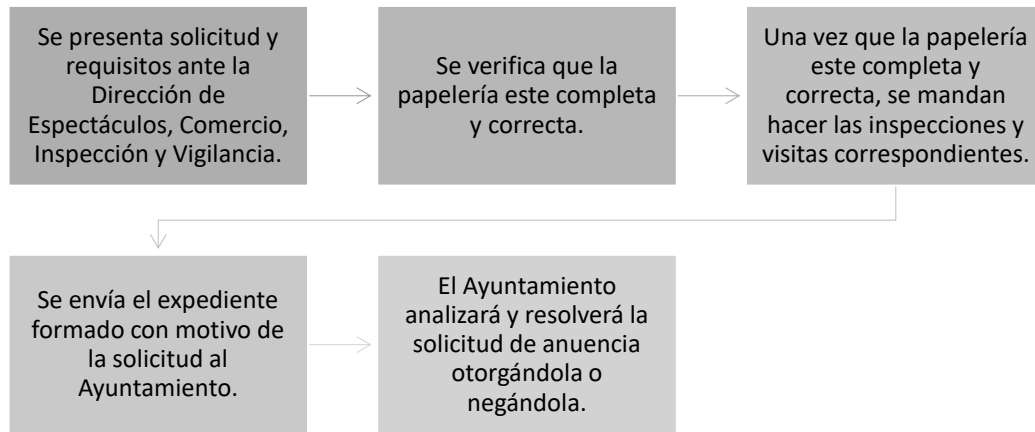 Se presenta solicitud y
requisitos ante la
Dirección de
Espectáculos, Comercio,
Inspección y Vigilancia.
Se verifica que la
papelería este completa
y correcta.
Una vez que la papelería
este completa y
correcta, se mandan
hacer las inspecciones y
visitas correspondientes.
Se envía el expediente
formado con motivo de
la solicitud al
Ayuntamiento.
El Ayuntamiento
analizará y resolverá la
solicitud de anuencia
otorgándola o
negándola.